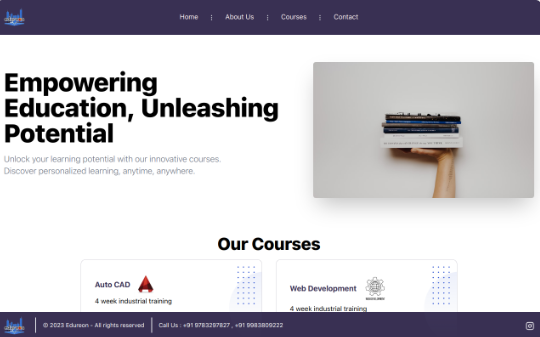 Home
About Us
Courses
Contact
Empowering
Education, Unleashing
Potential
Unlock your learning potential with our innovative courses.
Discover personalized learning, anytime, anywhere.
Our Courses
Auto CAD
4 week industrial training
Web Development
4 week industrial training
© 2023 Edureon - All rights reserved
Call Us : +91 9783297827 , +91 9983809222